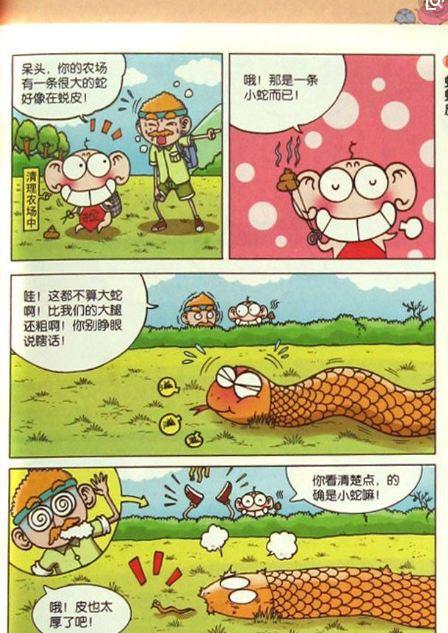 呆头，你的农场
有一条很大的蛇
好像在蜕皮！
清理农场中
哦！那是一条
小蛇而已！
哇！这都不算大蛇
啊！比我们的大腿
还粗啊！你别睁眼
说瞎话！
你看清楚点，的
确是小蛇嘛！
哦！皮也太
厚了吧！